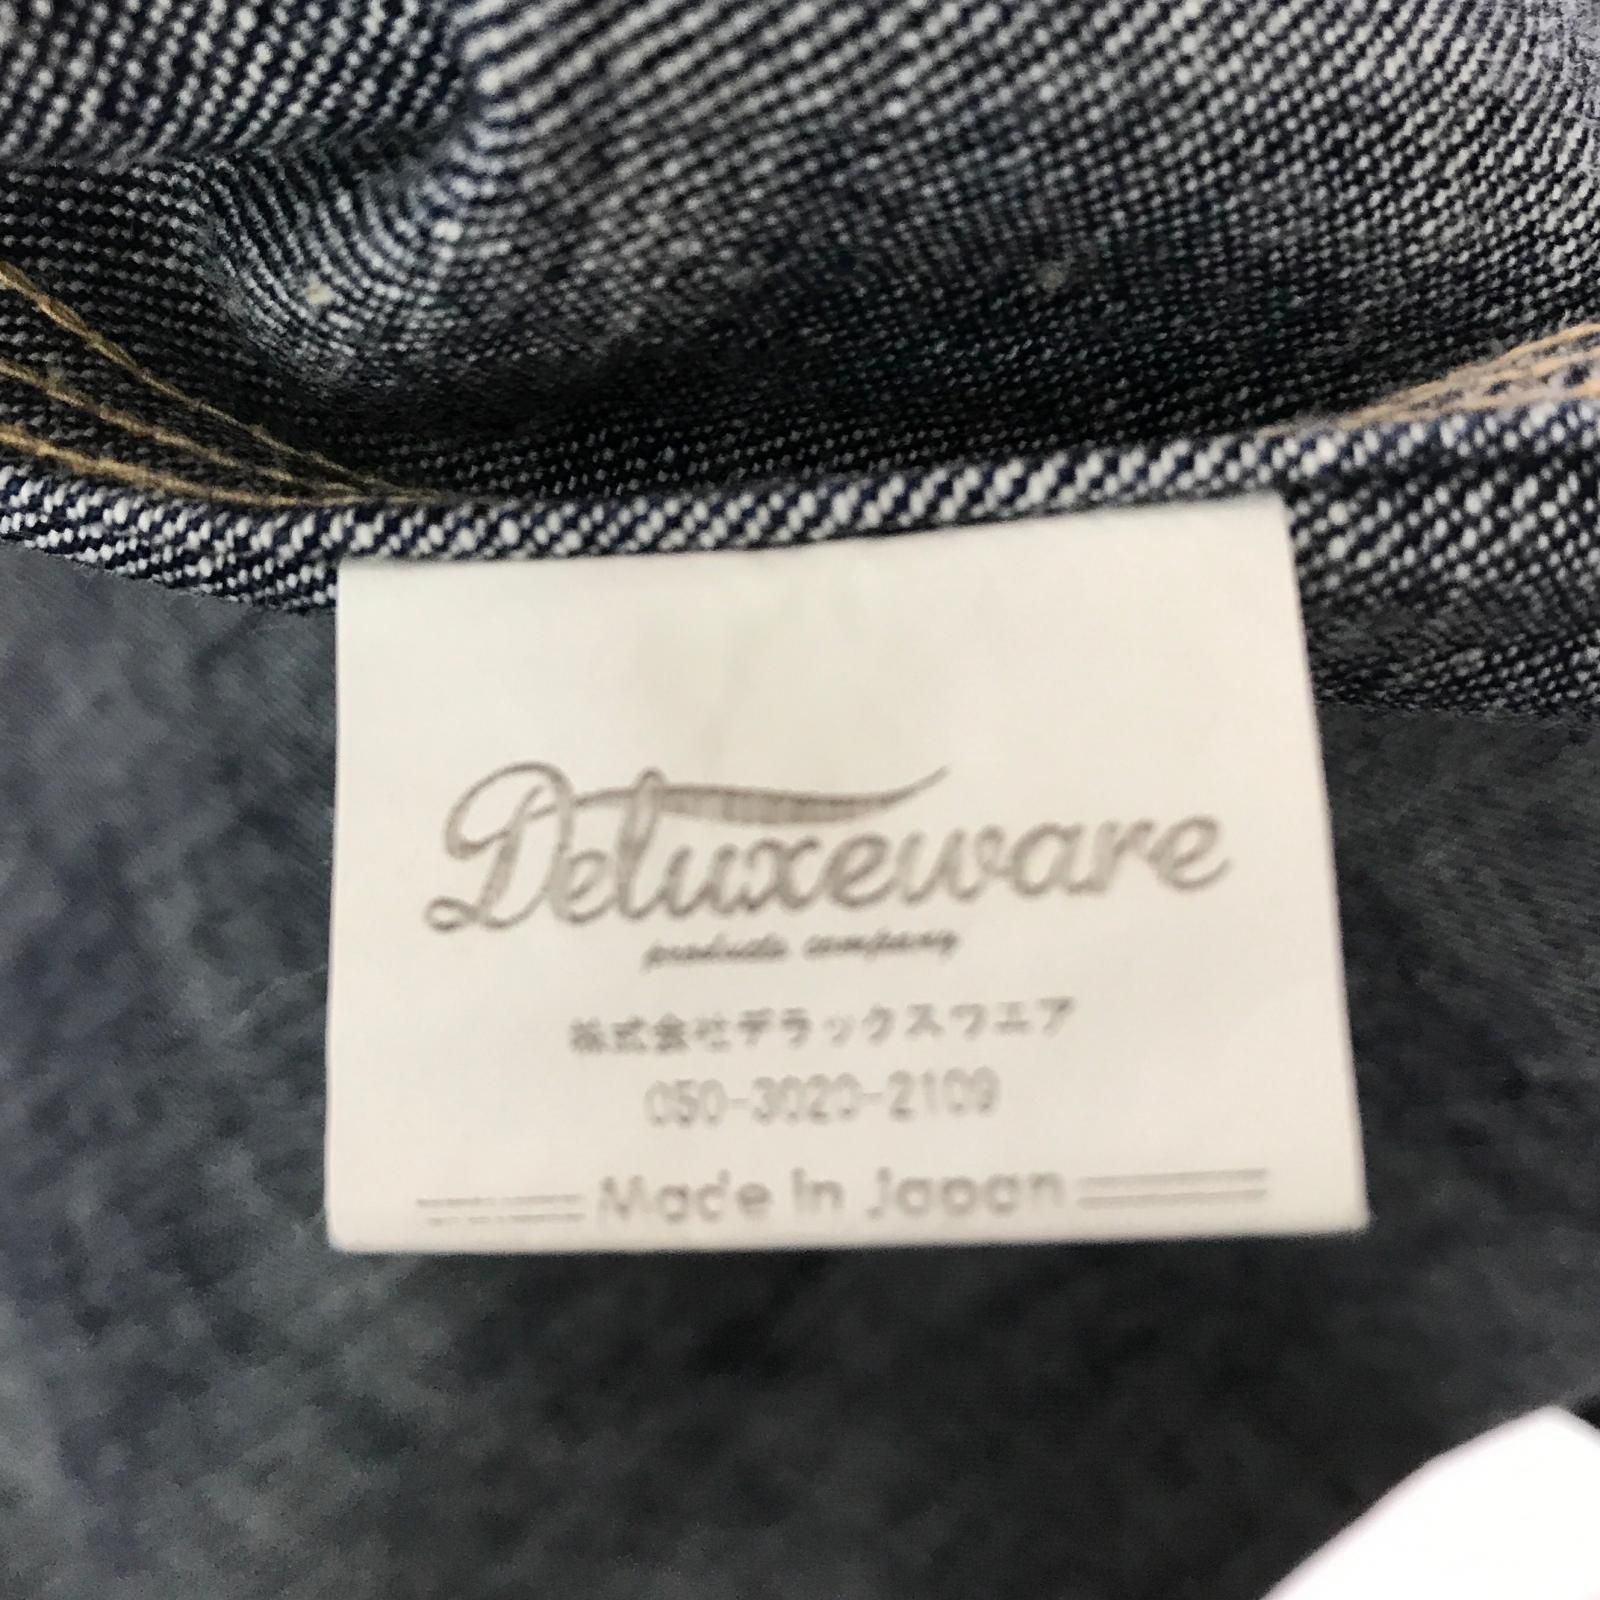 Deluxeware
products company
株式会社デラックスウエア
050-3020-2109
Made in Japan